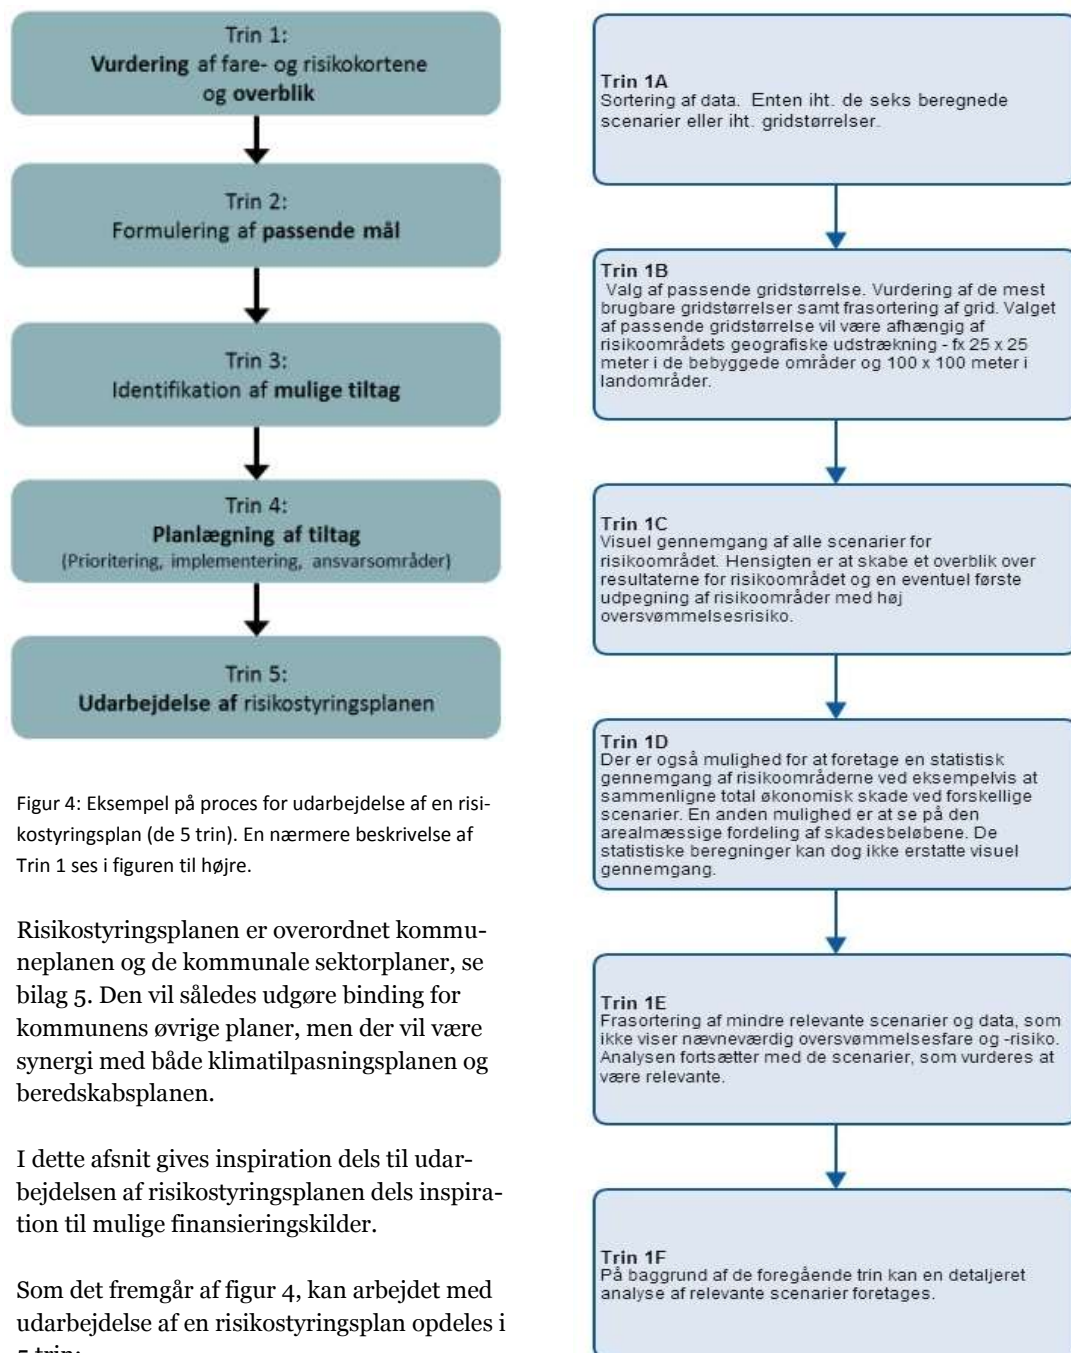 Trin 1:
Vurdering af fare- og risikokortene
og overblik
Trin 2:
Formulering af passende mål
Trin 3:
Identifikation af mulige tiltag
Trin 4:
Planlægning af tiltag
(Prioritering, implementering, ansvarsområder)
Trin 5:
Udarbejdelse af risikostyringsplanen
Figur 4: Eksempel på proces for udarbejdelse af en risi-
kostyringsplan (de 5 trin). En nærmere beskrivelse af
Trin 1 ses i figuren til højre.
Risikostyringsplanen er overordnet kommu-
neplanen og de kommunale sektorplaner, se
bilag 5. Den vil således udgøre binding for
kommunens øvrige planer, men der vil være
synergi med både klimatilpasningsplanen og
beredskabsplanen.
I dette afsnit gives inspiration dels til udar-
bejdelsen af risikostyringsplanen dels inspira-
tion til mulige finansieringskilder.
Som det fremgår af figur 4, kan arbejdet med
udarbejdelse af en risikostyringsplan opdeles i
5 trin:
Trin 1A
Sortering af data. Enten iht. de seks beregnede
scenarier eller iht. gridstørrelser.
Trin 1B
Valg af passende gridstørrelse. Vurdering af de mest
brugbare gridstørrelser samt frasortering af grid. Valget
af passende gridstørrelse vil være afhængig af
risikoområdets geografiske udstrækning - fx 25 x 25
meter i de bebyggede områder og 100 x 100 meter i
landområder.
Trin 1C
Visuel gennemgang af alle scenarier for
risikoområdet. Hensigten er at skabe et overblik over
resultaterne for risikoområdet og en eventuel første
udpegning af risikoområder med høj
oversvømmelsesrisiko.
Trin 1D
Der er også mulighed for at foretage en statistisk
gennemgang af risikoområderne ved eksempelvis at
sammenligne total økonomisk skade ved forskellige
scenarier. En anden mulighed er at se på den
arealmæssige fordeling af skadesbeløbene. De
statistiske beregninger kan dog ikke erstatte visuel
gennemgang.
Trin 1E
Frasortering af mindre relevante scenarier og data, som
ikke viser nævneværdig oversvømmelsesfare og -risiko.
Analysen fortsætter med de scenarier, som vurderes at
være relevante.
Trin 1F
På baggrund af de foregående trin kan en detaljeret
analyse af relevante scenarier foretages.